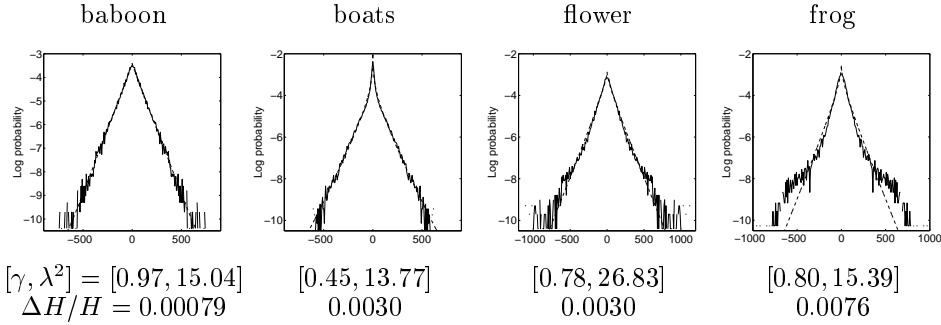 baboon boats flower frog
−500 0 500 −500 0 500 −1000 −500 0 500 1000 −1000 −500 0 500 1000
−3 −4 −5 −6 −7 −8 −9 −10
Log probability
−2 −4 −6 −8 −10
Log probability
−2 −4 −6 −8 −10
Log probability
−2 −4 −6 −8 −10
Log probability
[γ, λ²] = [0.97, 15.04] [0.45, 13.77] [0.78, 26.83] [0.80, 15.39]
ΔH/H = 0.00079 0.0030 0.0030 0.0076